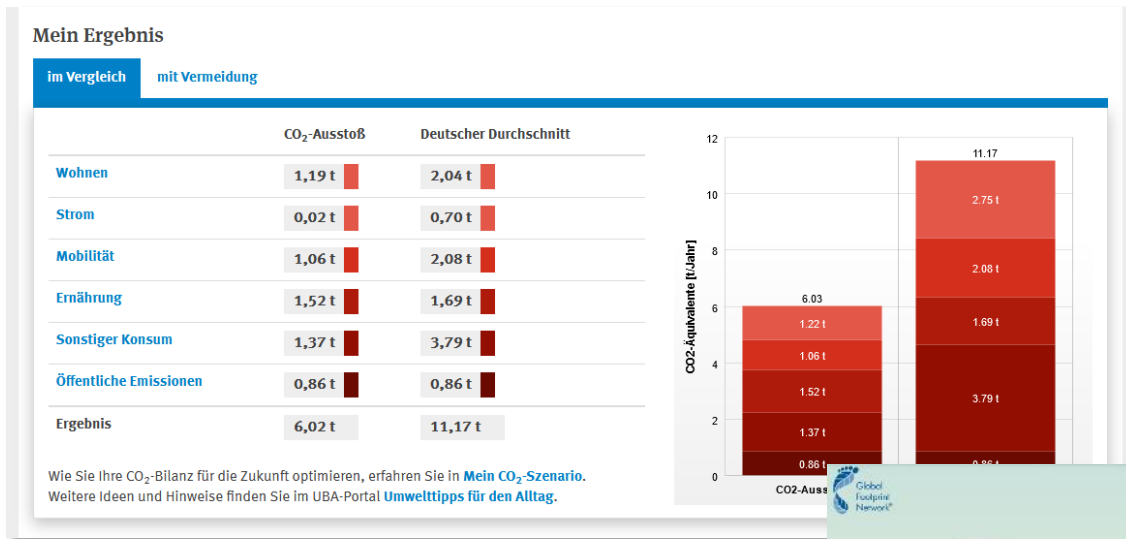 Mein Ergebnis
im Vergleich mit Vermeidung
CO₂-Ausstoß Deutscher Durchschnitt
Wohnen 1,19 t 2,04 t
Strom 0,02 t 0,70 t
Mobilität 1,06 t 2,08 t
Ernährung 1,52 t 1,69 t
Sonstiger Konsum 1,37 t 3,79 t
Öffentliche Emissionen 0,86 t 0,86 t
Ergebnis 6,02 t 11,17 t
Wie Sie Ihre CO₂-Bilanz für die Zukunft optimieren, erfahren Sie in Mein CO₂-Szenario.
Weitere Ideen und Hinweise finden Sie im UBA-Portal Umwelttipps für den Alltag.
CO2-Äquivalente [t/Jahr]
12
10
8
6
4
2
0
6.03
1.22 t
1.06 t
1.52 t
1.37 t
0.86 t
11.17
2.75 t
2.08 t
1.69 t
3.79 t
CO2-Auss
Global
Footprint
Network®